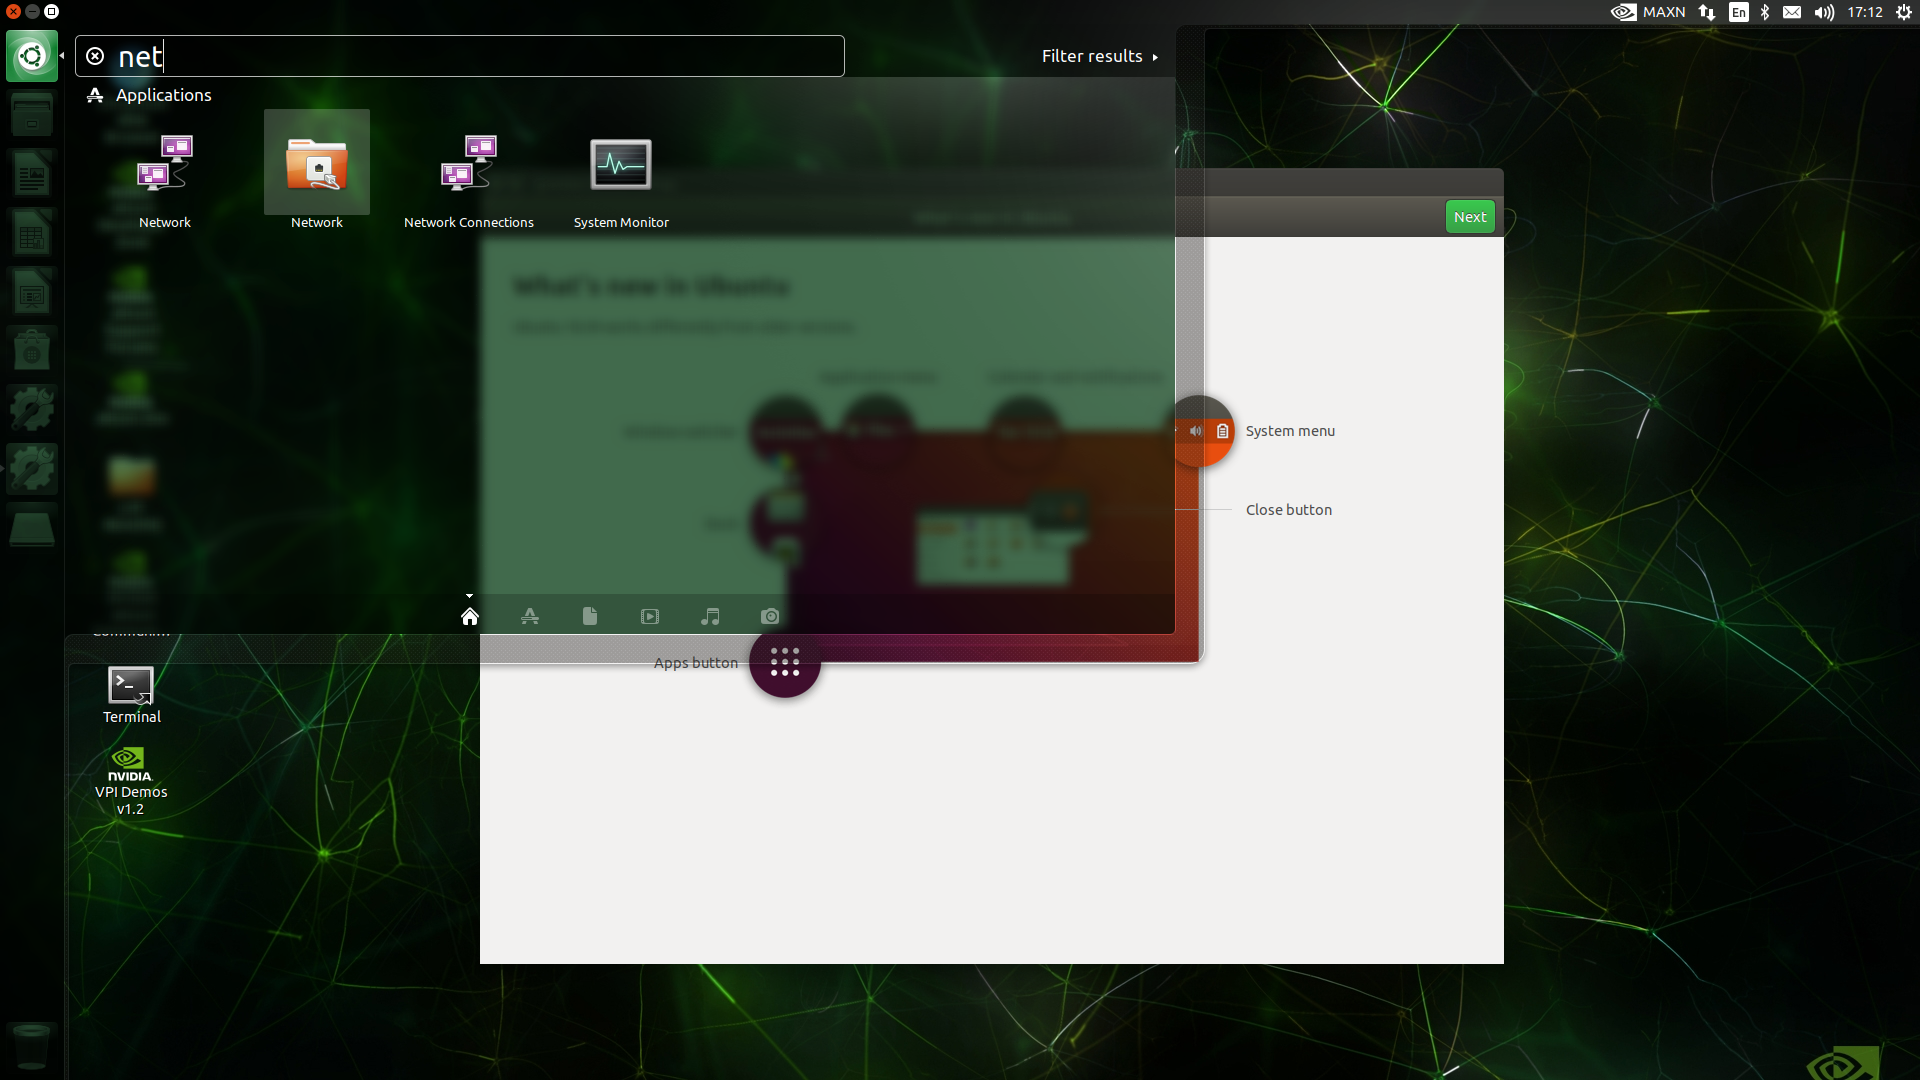 MAXN
En
17:12
net
Filter results
Applications
Network
Network
Network Connections
System Monitor
Next
What's new in Ubuntu
System menu
Close button
Apps button
Terminal
NVIDIA.
VPI Demos
v1.2